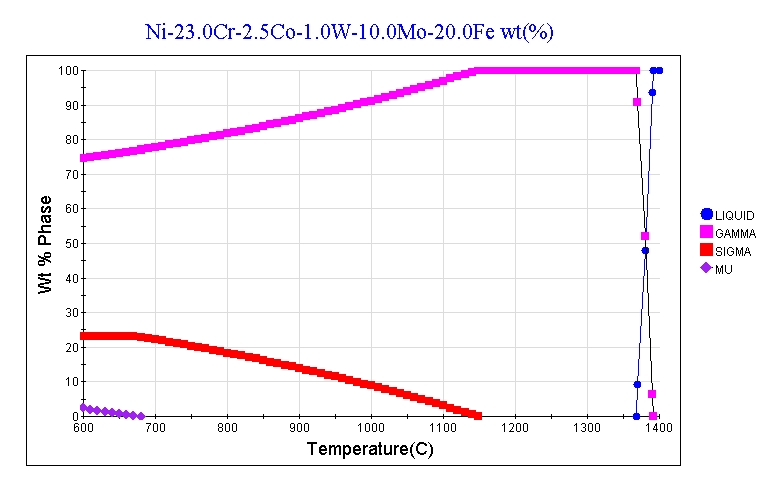 Ni-23.0Cr-2.5Co-1.0W-10.0Mo-20.0Fe wt(%)
100
90
80
70
60
50
40
30
20
10
0
Wt % Phase
600 700 800 900 1000 1100 1200 1300 1400
Temperature(C)
LIQUID
GAMMA
SIGMA
MU